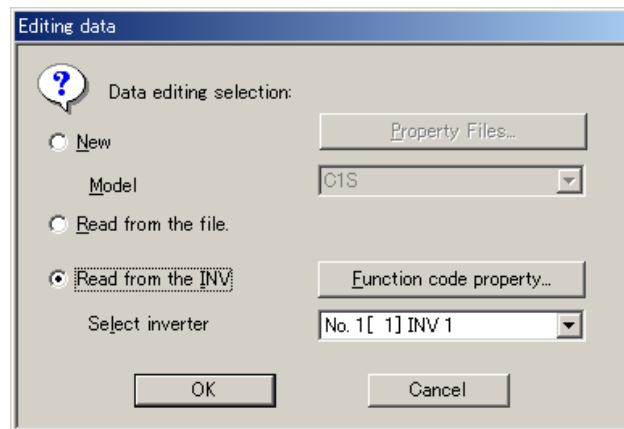 Editing data
?
Data editing selection:
New
Property Files...
Model
C1S
Read from the file.
Read from the INV
Function code property...
Select inverter
No. 1[ 1] INV 1
OK
Cancel